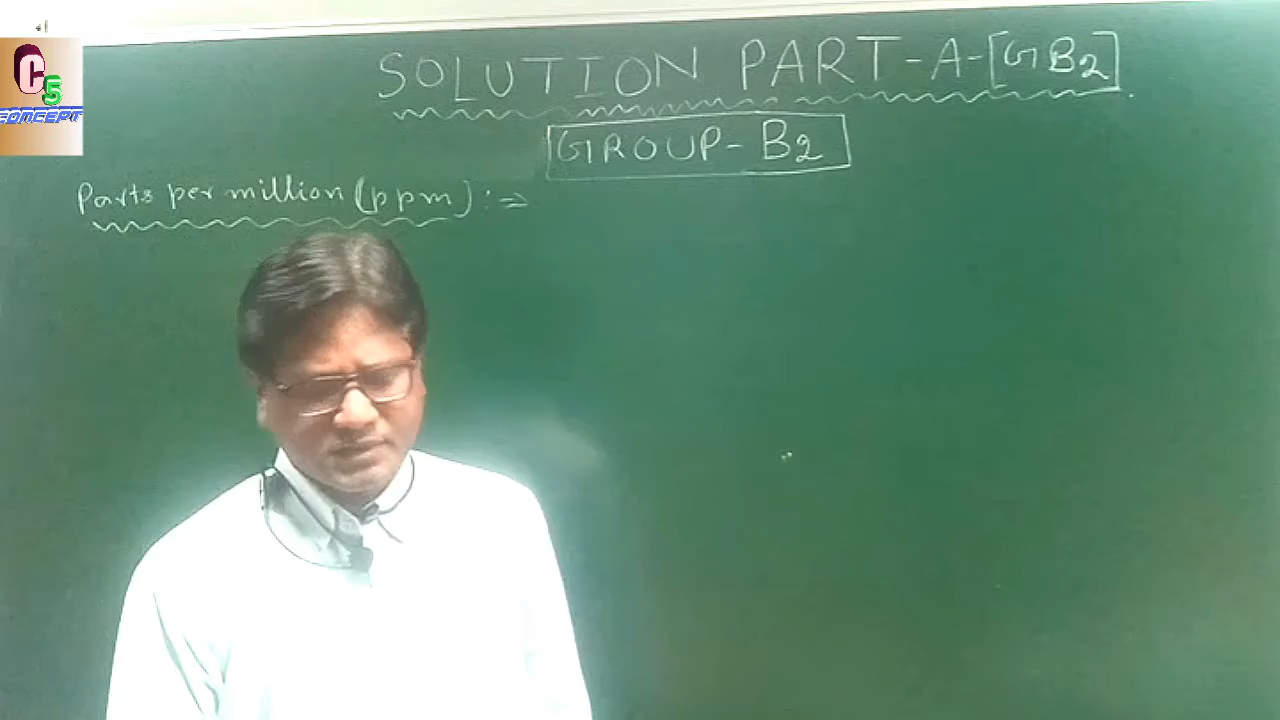 C5
CONCEPT
SOLUTION PART-A-[GB2]
GROUP-B2
Parts per million (ppm) :⇒